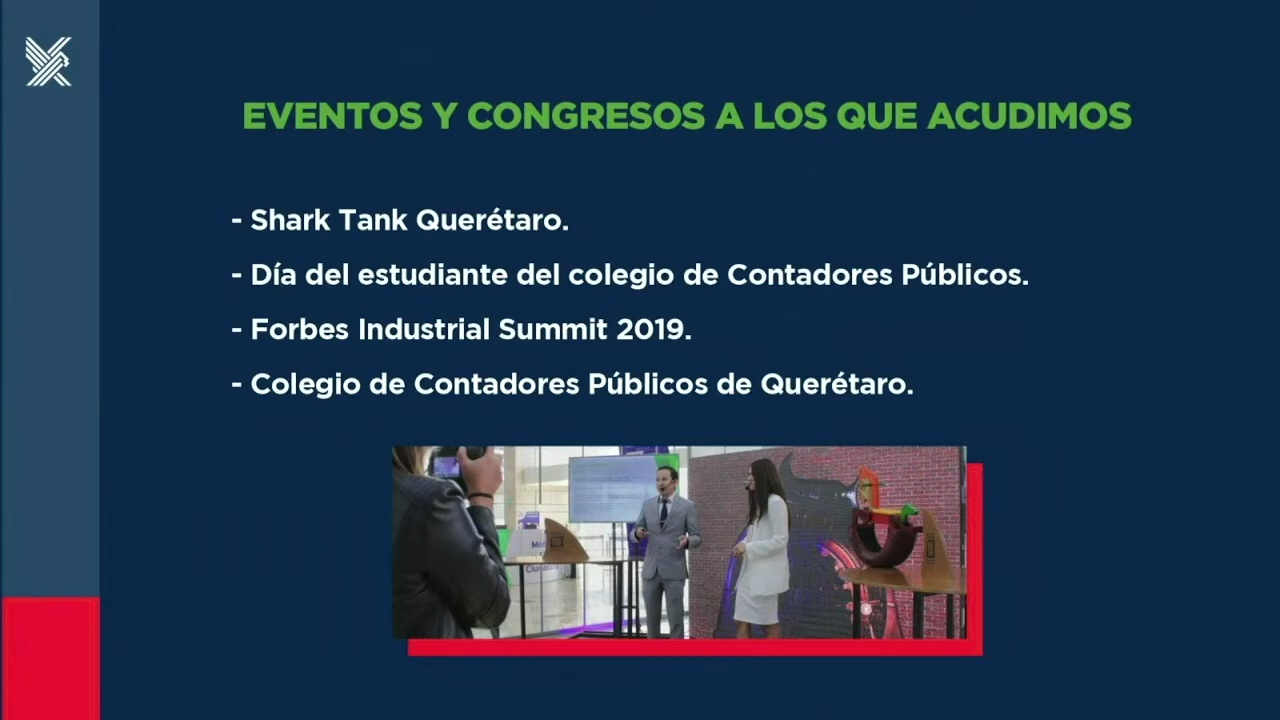 EVENTOS Y CONGRESOS A LOS QUE ACUDIMOS
- Shark Tank Querétaro.
- Día del estudiante del colegio de Contadores Públicos.
- Forbes Industrial Summit 2019.
- Colegio de Contadores Públicos de Querétaro.